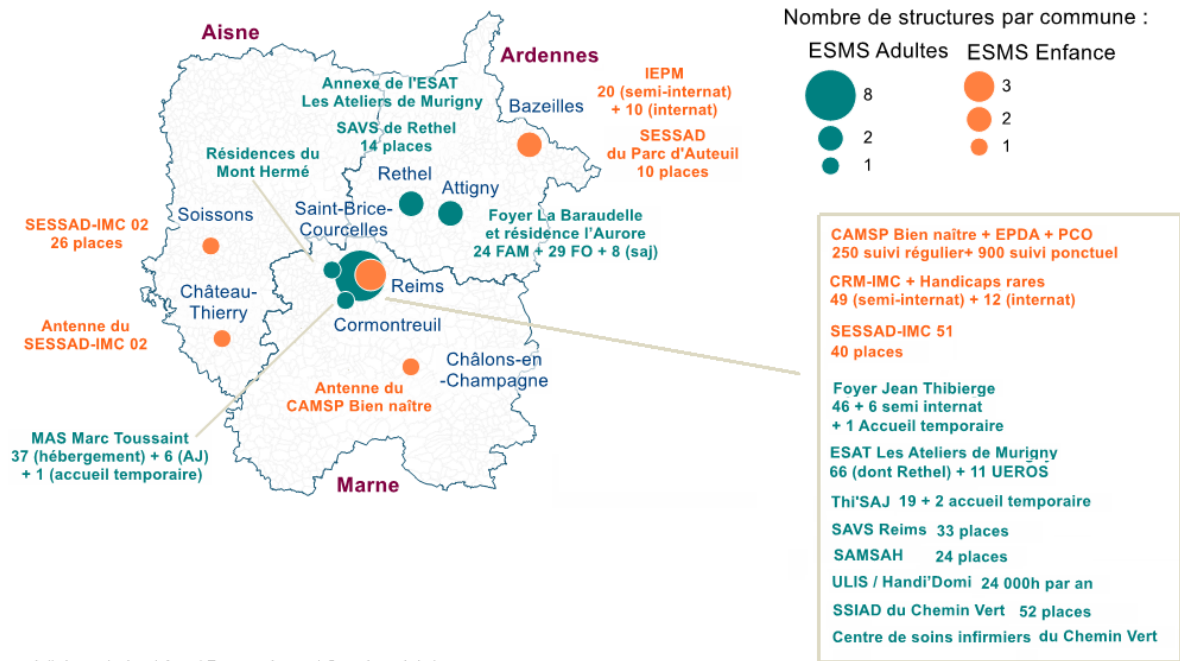 Nombre de structures par commune :
ESMS Adultes
8
2
1
ESMS Enfance
3
2
1
Aisne
Ardennes
Marne
Annexe de l'ESAT
Les Ateliers de Murigny
SAVS de Rethel
14 places
Rethel
IEPM
20 (semi-internat)
+ 10 (internat)
Bazeilles
SESSAD
du Parc d'Auteuil
10 places
Résidences du
Mont Hermé
Attigny
Foyer La Baraudelle
et résidence l'Aurore
24 FAM + 29 FO + 8 (saj)
Saint-Brice-
Courcelles
Soissons
SESSAD-IMC 02
26 places
Château-
Thierry
Antenne du
SESSAD-IMC 02
Reims
Cormontreuil
Châlons-en
-Champagne
Antenne du
CAMSP Bien naître
MAS Marc Toussaint
37 (hébergement) + 6 (AJ)
+ 1 (accueil temporaire)
CAMSP Bien naître + EPDA + PCO
250 suivi régulier+ 900 suivi ponctuel
CRM-IMC + Handicaps rares
49 (semi-internat) + 12 (internat)
SESSAD-IMC 51
40 places
Foyer Jean Thibierge
46 + 6 semi internat
+ 1 Accueil temporaire
ESAT Les Ateliers de Murigny
66 (dont Rethel) + 11 UEROS
Thi'SAJ 19 + 2 accueil temporaire
SAVS Reims 33 places
SAMSAH 24 places
ULIS / Handi'Domi 24 000h par an
SSIAD du Chemin Vert 52 places
Centre de soins infirmiers du Chemin Vert